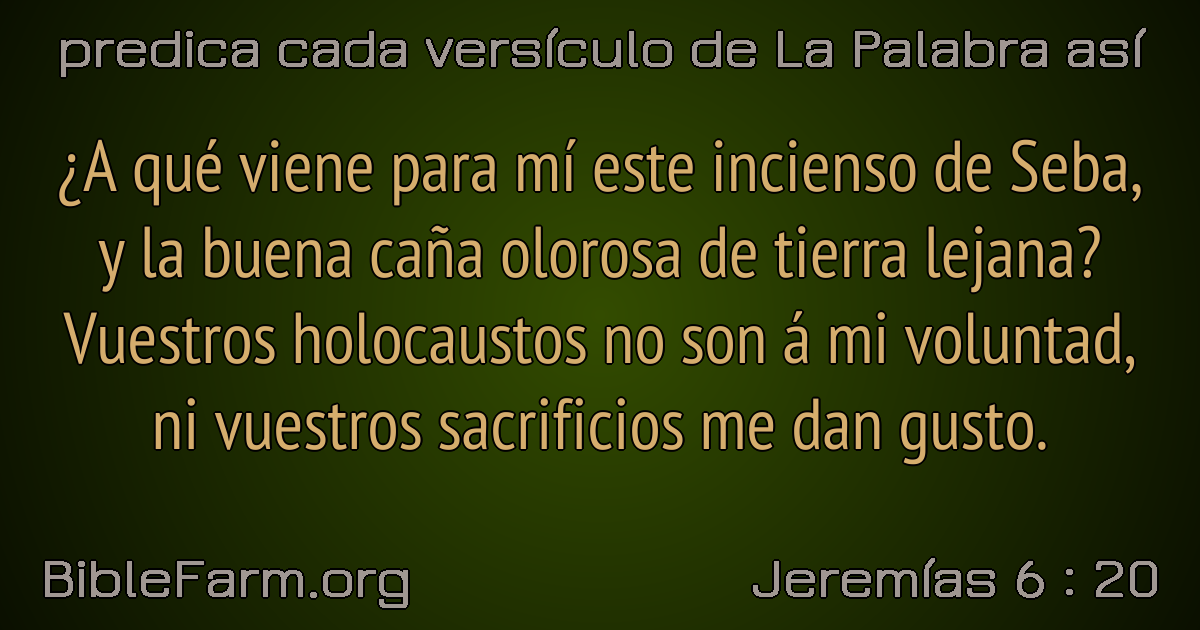 predica cada versículo de La Palabra así
¿A qué viene para mí este incienso de Seba,
y la buena caña olorosa de tierra lejana?
Vuestros holocaustos no son á mi voluntad,
ni vuestros sacrificios me dan gusto.
BibleFarm.org
Jeremías 6 : 20